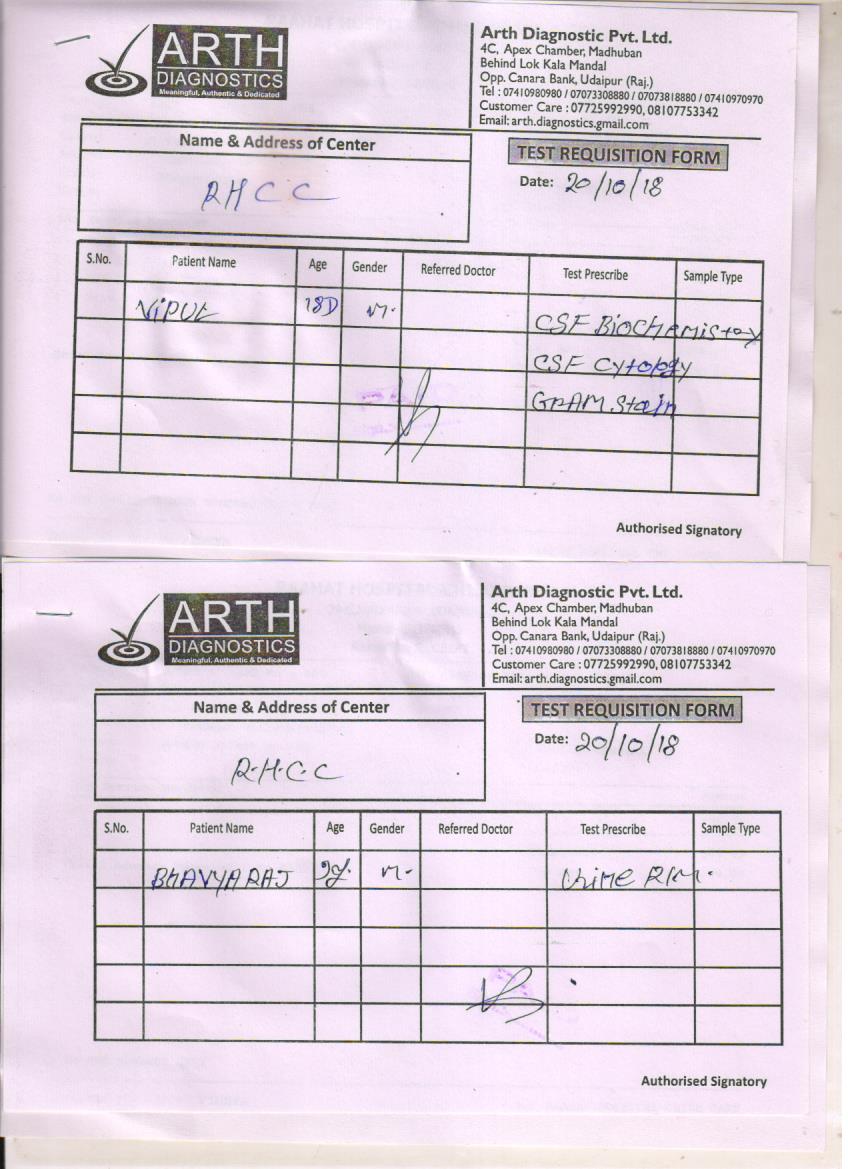 ARTH
DIAGNOSTICS
Meaningful, Authentic & Dedicated
Arth Diagnostic Pvt. Ltd.
4C, Apex Chamber, Madhuban
Behind Lok Kala Mandal
Opp. Canara Bank, Udaipur (Raj.)
Tel : 07410980980 / 07073308880 / 07073818880 / 07410970970
Customer Care : 07725992990, 08107753342
Email: arth.diagnostics.gmail.com
Name & Address of Center
TEST REQUISITION FORM
RHCC
Date: 20/10/18
S.No. Patient Name Age Gender Referred Doctor Test Prescribe Sample Type
ViPUL 18D M. CSF BioCHemistry
CSF Cytology
GRAM.Stain
Authorised Signatory
ARTH
DIAGNOSTICS
Meaningful, Authentic & Dedicated
Arth Diagnostic Pvt. Ltd.
4C, Apex Chamber, Madhuban
Behind Lok Kala Mandal
Opp. Canara Bank, Udaipur (Raj.)
Tel : 07410980980 / 07073308880 / 07073818880 / 07410970970
Customer Care : 07725992990, 08107753342
Email: arth.diagnostics.gmail.com
Name & Address of Center
TEST REQUISITION FORM
R.H.C.C
Date: 20/10/18
S.No. Patient Name Age Gender Referred Doctor Test Prescribe Sample Type
BHAVYARAJ M. Urine R/M.
Authorised Signatory